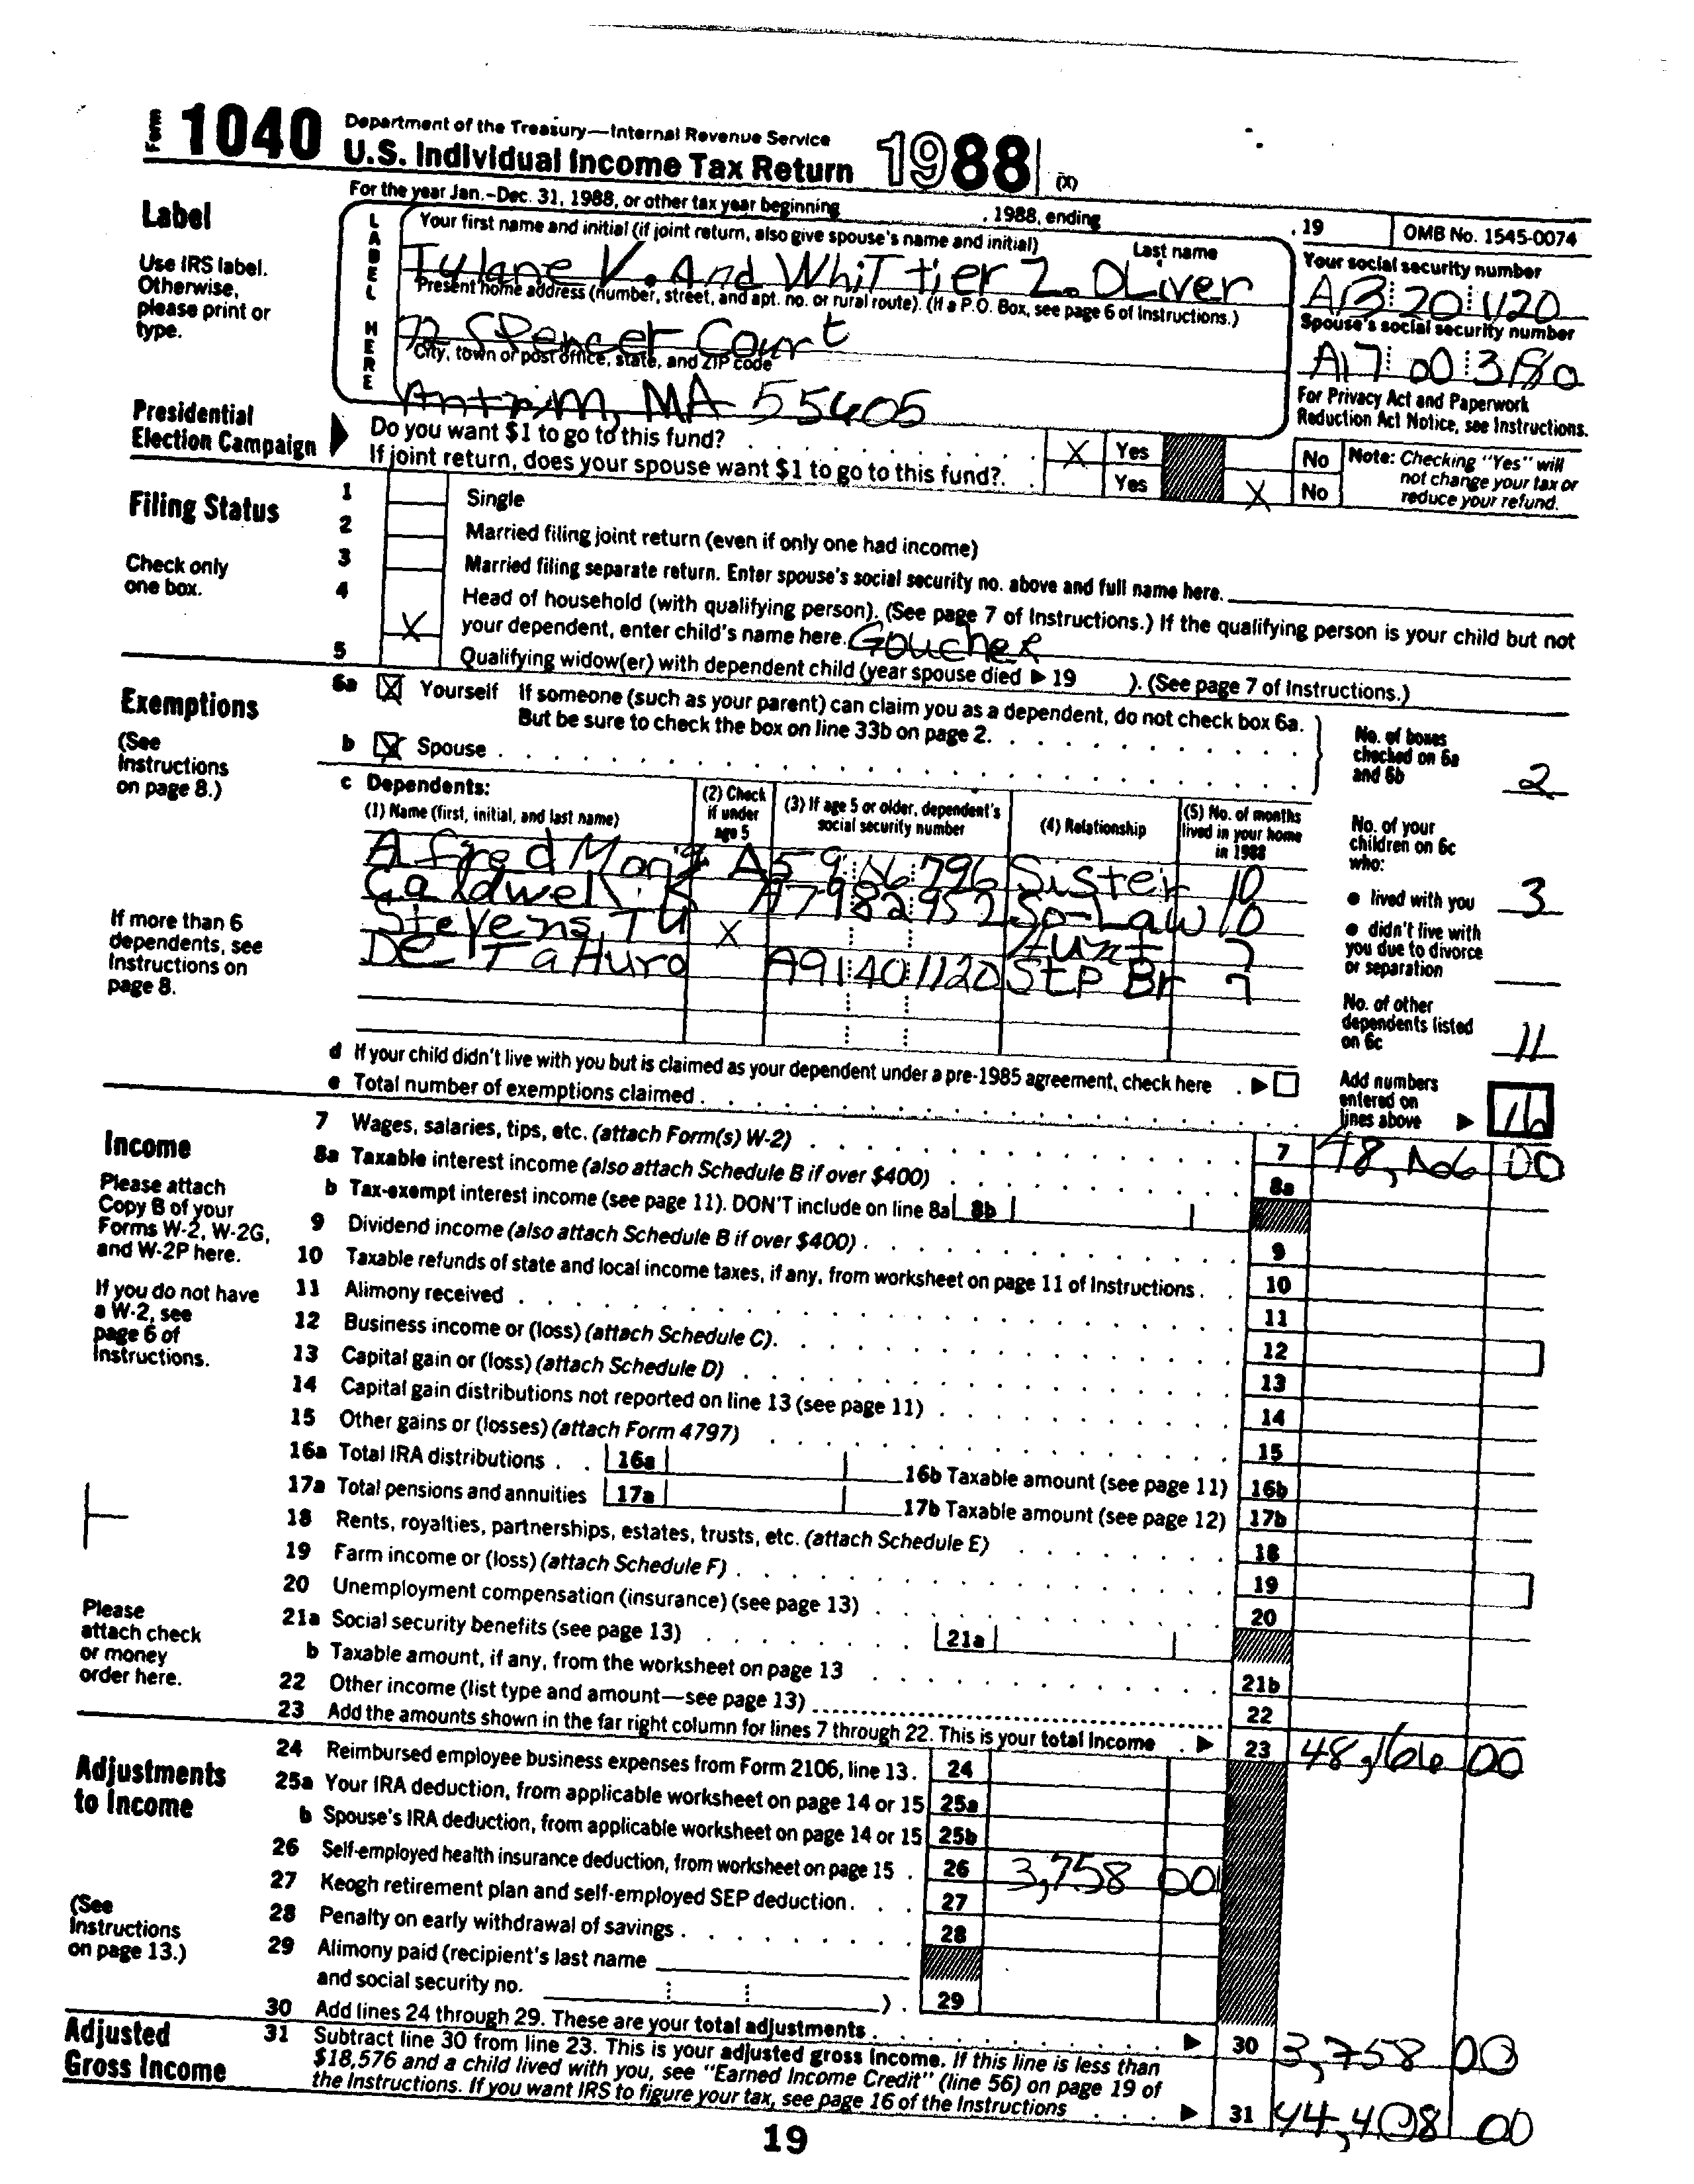 Form 1040 Department of the Treasury—Internal Revenue Service
U.S. Individual Income Tax Return 1988 (X)
For the year Jan.–Dec. 31, 1988, or other tax year beginning , 1988, ending , 19 OMB No. 1545-0074
Label
Use IRS label. Otherwise, please print or type.
LABEL HERE
Your first name and initial (if joint return, also give spouse's name and initial) Last name
Tulane V. And Whittier Z. Oliver
Your social security number
A13 20 1120
Present home address (number, street, and apt. no. or rural route). (If a P.O. Box, see page 6 of Instructions.)
72 Spencer Court
Spouse's social security number
A17 00 3180
City, town or post office, state, and ZIP code
Antrim, MA 55405
For Privacy Act and Paperwork Reduction Act Notice, see Instructions.
Presidential Election Campaign
Do you want $1 to go to this fund? X Yes No
If joint return, does your spouse want $1 to go to this fund? Yes X No
Note: Checking "Yes" will not change your tax or reduce your refund.
Filing Status
Check only one box.
1 Single
2 Married filing joint return (even if only one had income)
3 Married filing separate return. Enter spouse's social security no. above and full name here.
4 X Head of household (with qualifying person). (See page 7 of Instructions.) If the qualifying person is your child but not
your dependent, enter child's name here. Goucher
5 Qualifying widow(er) with dependent child (year spouse died ▶ 19 ). (See page 7 of Instructions.)
Exemptions
(See Instructions on page 8.)
6a X Yourself If someone (such as your parent) can claim you as a dependent, do not check box 6a.
But be sure to check the box on line 33b on page 2.
b X Spouse
No. of boxes checked on 6a and 6b 2
c Dependents:
(1) Name (first, initial, and last name) (2) Check if under age 5 (3) If age 5 or older, dependent's social security number (4) Relationship (5) No. of months lived in your home in 1988
Sister 10
Caldwell K A79 82 952 So-Law 10
Stevens, Tu X Aunt 7
Delta Huro A91 40 1120 Stp Br 7
If more than 6 dependents, see Instructions on page 8.
No. of your children on 6c who:
● lived with you 3
● didn't live with you due to divorce or separation
No. of other dependents listed on 6c 11
d If your child didn't live with you but is claimed as your dependent under a pre-1985 agreement, check here ▶
e Total number of exemptions claimed
Add numbers entered on lines above ▶ 16
Income
Please attach Copy B of your Forms W-2, W-2G, and W-2P here.
If you do not have a W-2, see page 6 of Instructions.
Please attach check or money order here.
7 Wages, salaries, tips, etc. (attach Form(s) W-2) 7 00
8a Taxable interest income (also attach Schedule B if over $400) 8a
b Tax-exempt interest income (see page 11). DON'T include on line 8a 8b
9 Dividend income (also attach Schedule B if over $400) 9
10 Taxable refunds of state and local income taxes, if any, from worksheet on page 11 of Instructions 10
11 Alimony received 11
12 Business income or (loss) (attach Schedule C). 12
13 Capital gain or (loss) (attach Schedule D) 13
14 Capital gain distributions not reported on line 13 (see page 11) 14
15 Other gains or (losses) (attach Form 4797) 15
16a Total IRA distributions 16a 16b Taxable amount (see page 11) 16b
17a Total pensions and annuities 17a 17b Taxable amount (see page 12) 17b
18 Rents, royalties, partnerships, estates, trusts, etc. (attach Schedule E) 18
19 Farm income or (loss) (attach Schedule F) 19
20 Unemployment compensation (insurance) (see page 13) 20
21a Social security benefits (see page 13) 21a
b Taxable amount, if any, from the worksheet on page 13 21b
22 Other income (list type and amount—see page 13) 22
23 Add the amounts shown in the far right column for lines 7 through 22. This is your total income ▶ 23 48,166 00
Adjustments to Income
(See Instructions on page 13.)
24 Reimbursed employee business expenses from Form 2106, line 13. 24
25a Your IRA deduction, from applicable worksheet on page 14 or 15 25a
b Spouse's IRA deduction, from applicable worksheet on page 14 or 15 25b
26 Self-employed health insurance deduction, from worksheet on page 15 26 3,758 00
27 Keogh retirement plan and self-employed SEP deduction 27
28 Penalty on early withdrawal of savings 28
29 Alimony paid (recipient's last name
and social security no. ) 29
30 Add lines 24 through 29. These are your total adjustments ▶ 30 3,758 00
Adjusted Gross Income
31 Subtract line 30 from line 23. This is your adjusted gross income. If this line is less than
$18,576 and a child lived with you, see "Earned Income Credit" (line 56) on page 19 of
the Instructions. If you want IRS to figure your tax, see page 16 of the Instructions ▶ 31 44,408 00
19